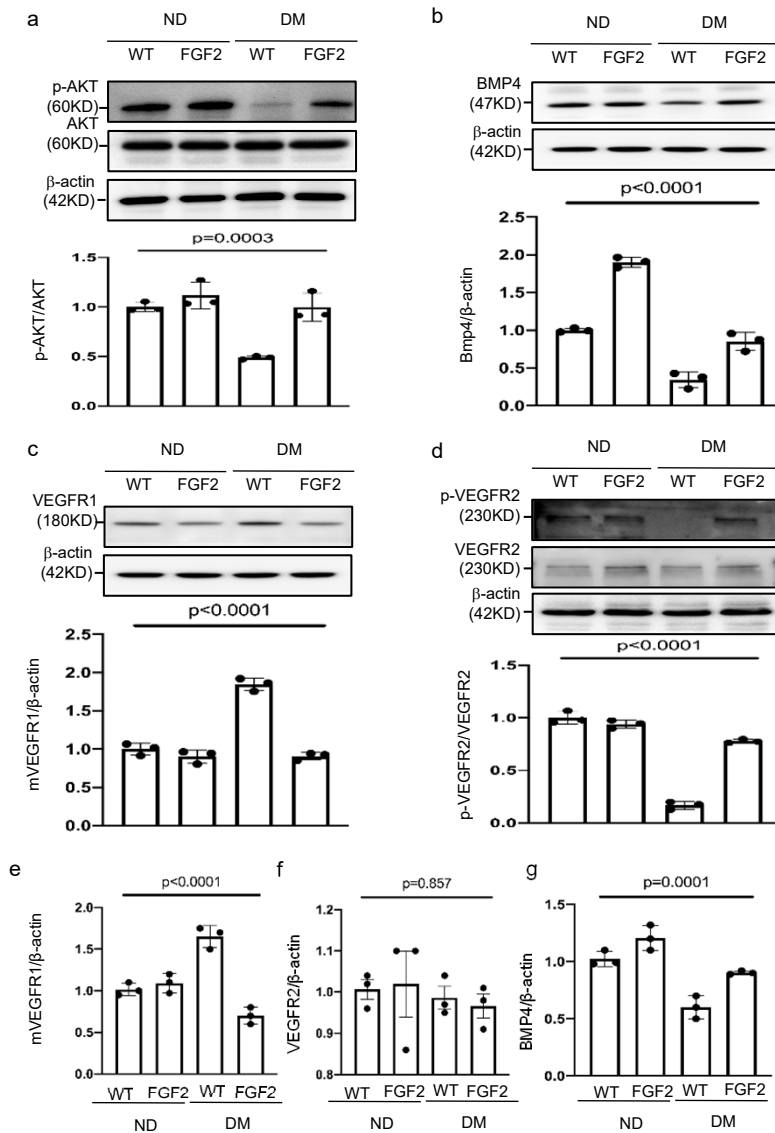 a
ND DM
WT FGF2 WT FGF2
p-AKT
(60KD)
AKT
(60KD)
β-actin
(42KD)
p=0.0003
1.5
1.0
0.5
0.0
p-AKT/AKT
b
ND DM
WT FGF2 WT FGF2
BMP4
(47KD)
β-actin
(42KD)
p<0.0001
2.5
2.0
1.5
1.0
0.5
0.0
Bmp4/β-actin
c
ND DM
WT FGF2 WT FGF2
VEGFR1
(180KD)
β-actin
(42KD)
p<0.0001
2.0
1.5
1.0
0.5
0.0
mVEGFR1/β-actin
d
ND DM
WT FGF2 WT FGF2
p-VEGFR2
(230KD)
VEGFR2
(230KD)
β-actin
(42KD)
p<0.0001
1.5
1.0
0.5
0.0
p-VEGFR2/VEGFR2
e
p<0.0001
2.0
1.5
1.0
0.5
0.0
mVEGFR1/β-actin
WT FGF2 WT FGF2
ND DM
f
p=0.857
1.2
1.1
1.0
0.9
0.8
VEGFR2/β-actin
WT FGF2 WT FGF2
ND DM
g
p=0.0001
1.5
1.0
0.5
0.0
BMP4/β-actin
WT FGF2 WT FGF2
ND DM